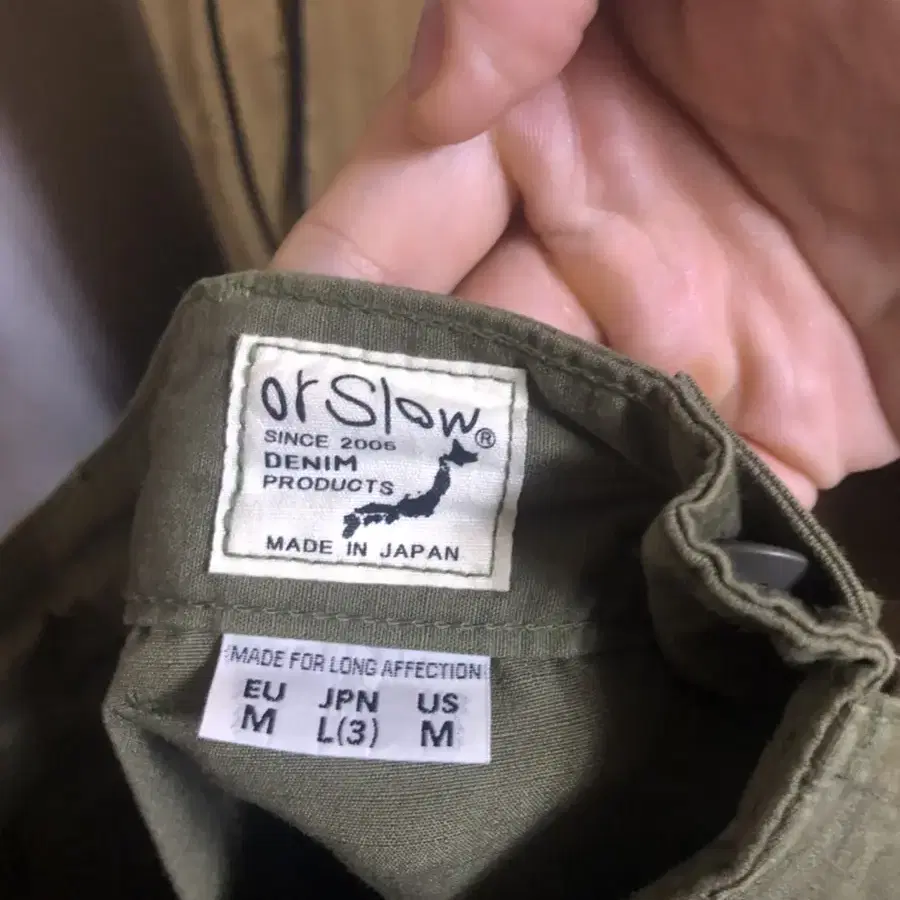 orSlow®
SINCE 2005
DENIM
PRODUCTS
MADE IN JAPAN
MADE FOR LONG AFFECTION
EU JPN US
M L(3) M